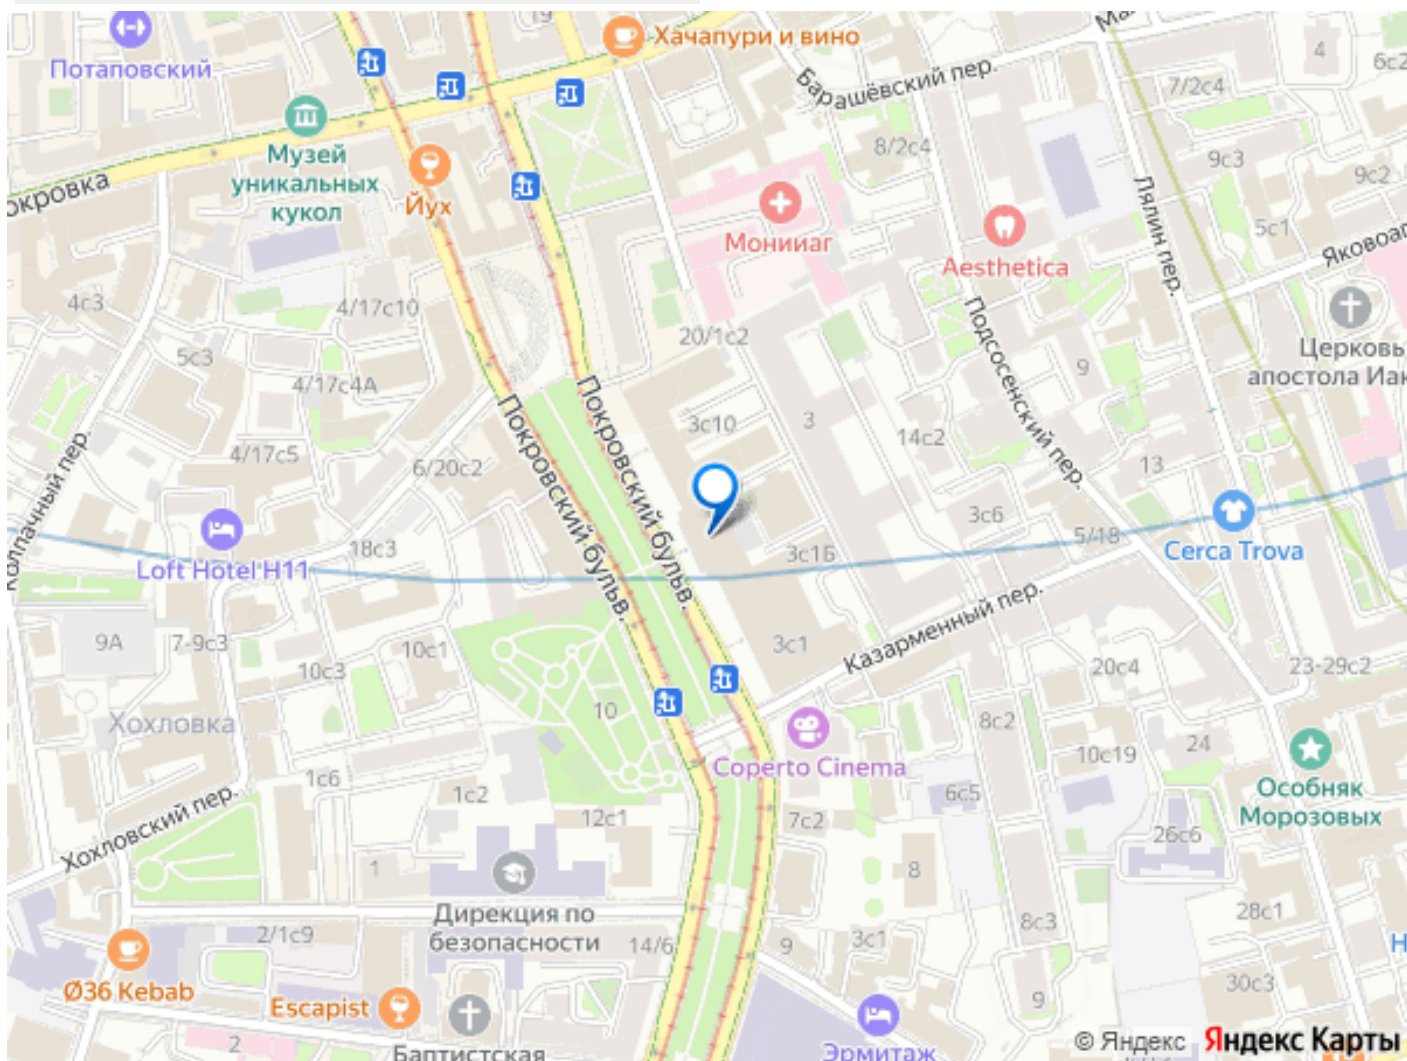 19
Потаповский
Хачапури и вино
4
6с2
Барашёвский пер.
7/2с4
Музей
уникальных
кукол
Йух
8/2с4
9с3
9с2
Монииаг
Aesthetica
Лялин пер.
5с1
4с3
4/17с10
5с3
4/17с4А
20/1с2
Подсосенский пер.
9
Церковь
Колпачный пер.
4/17с5
6/20с2
Покровский бульв.
Покровский бульв.
3с10
3
14с2
13
3с6
5/18
Cerca Trova
18с3
Loft Hotel H11
3с1Б
Казарменный пер.
9А
7-9с3
10с3
10с1
3с1
20с4
23-29с2
Хохловка
10
8с2
10с19
24
Coperto Cinema
Особняк
Морозовых
1с6
1с2
12с1
6с5
7с2
26с6
Хохловский пер.
1
8
Дирекция по
безопасности
14/6
9
3с1
8с3
28с1
2/1с9
Ø36 Kebab
Escapist
9
30с3
2
Баптистская
Эрмитаж
© Яндекс Яндекс Карты